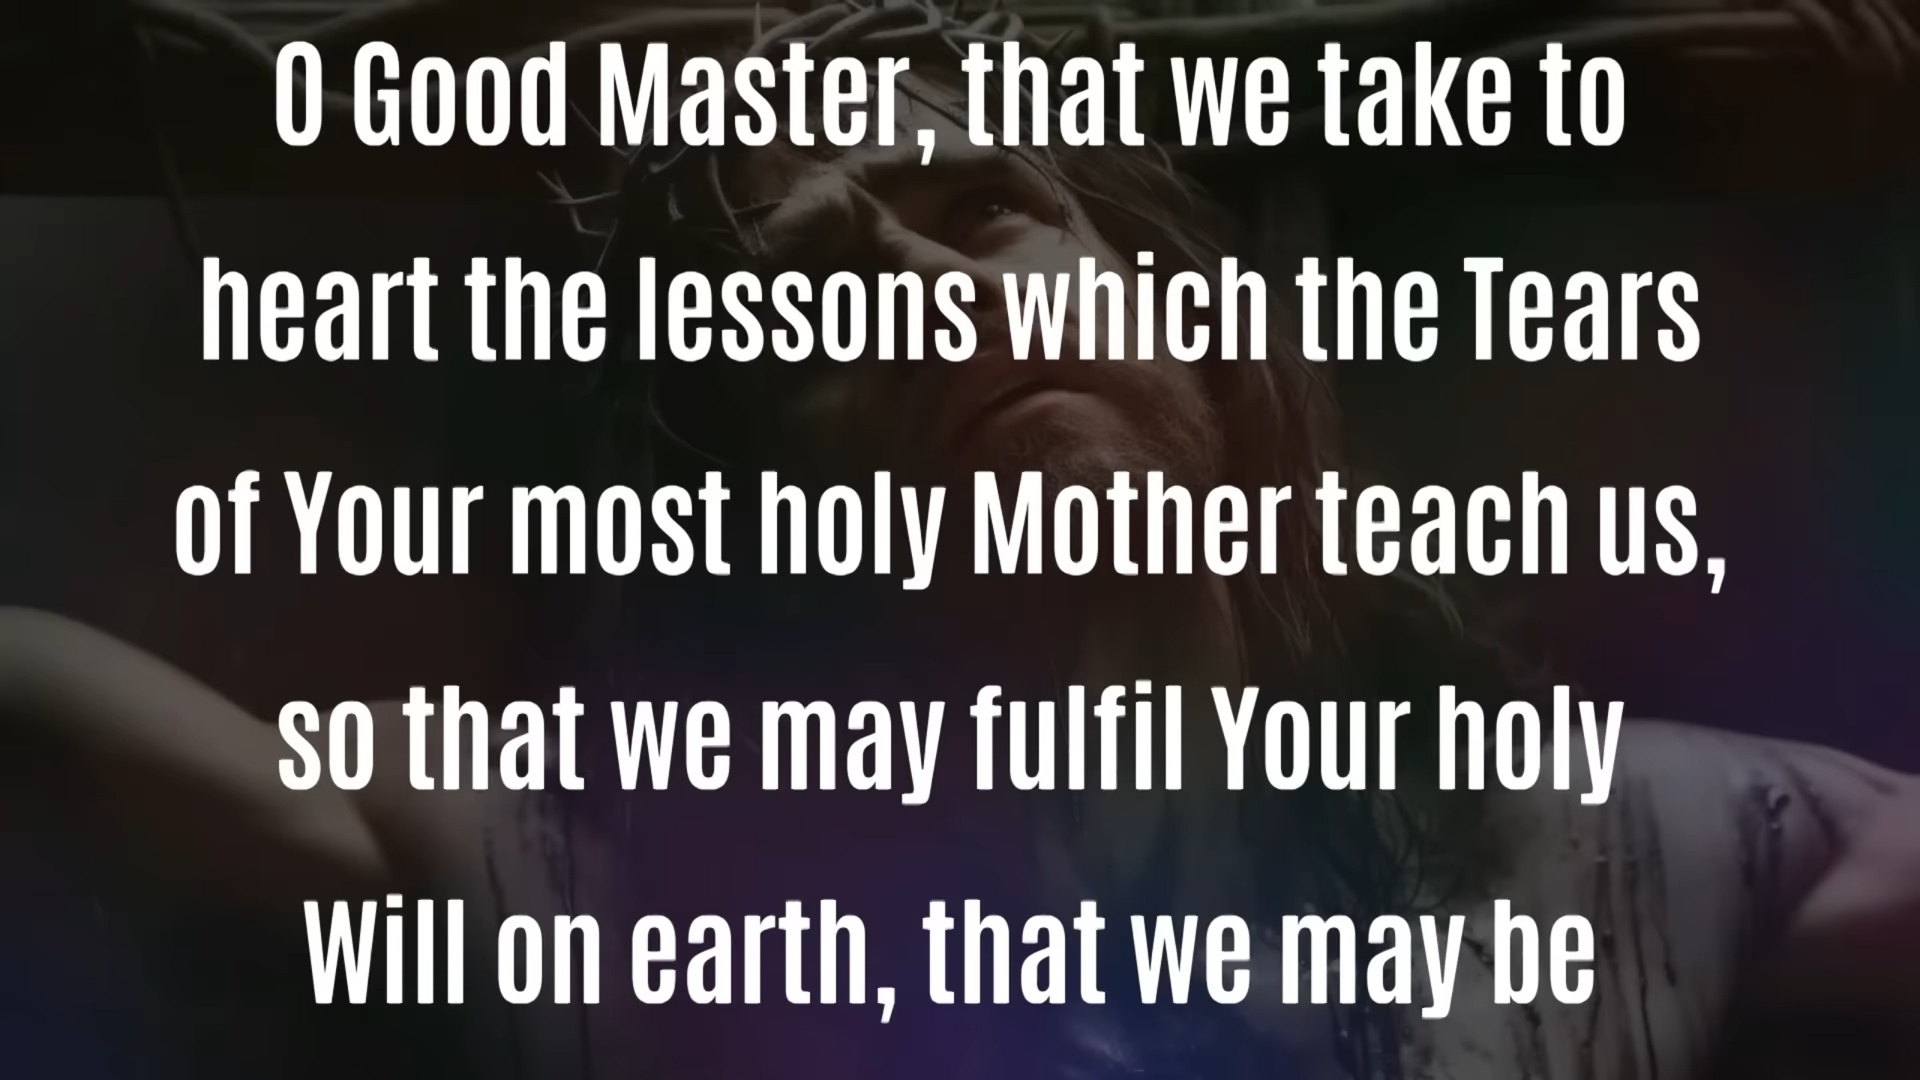 O Good Master, that we take to
heart the lessons which the Tears
of Your most holy Mother teach us,
so that we may fulfil Your holy
Will on earth, that we may be